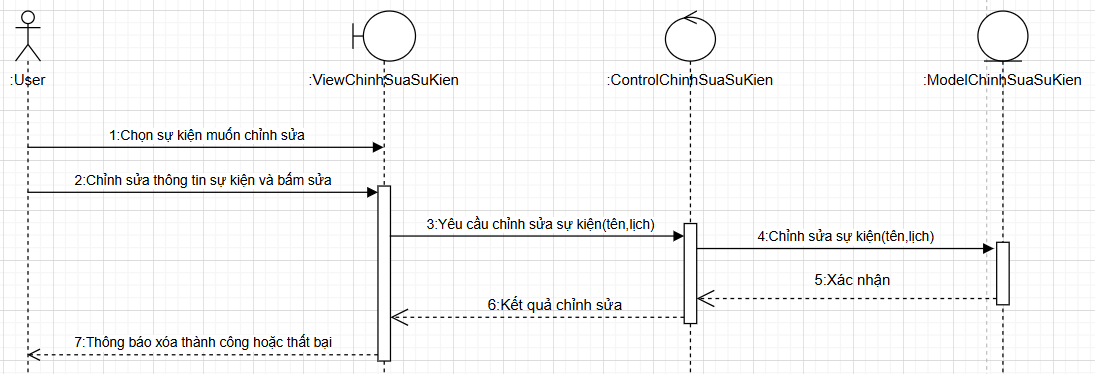 :User
:ViewChinhSuaSuKien
:ControlChinhSuaSuKien
:ModelChinhSuaSuKien
1:Chọn sự kiện muốn chỉnh sửa
2:Chỉnh sửa thông tin sự kiện và bấm sửa
3:Yêu cầu chỉnh sửa sự kiện(tên,lịch)
4:Chỉnh sửa sự kiện(tên,lịch)
5:Xác nhận
6:Kết quả chỉnh sửa
7:Thông báo xóa thành công hoặc thất bại